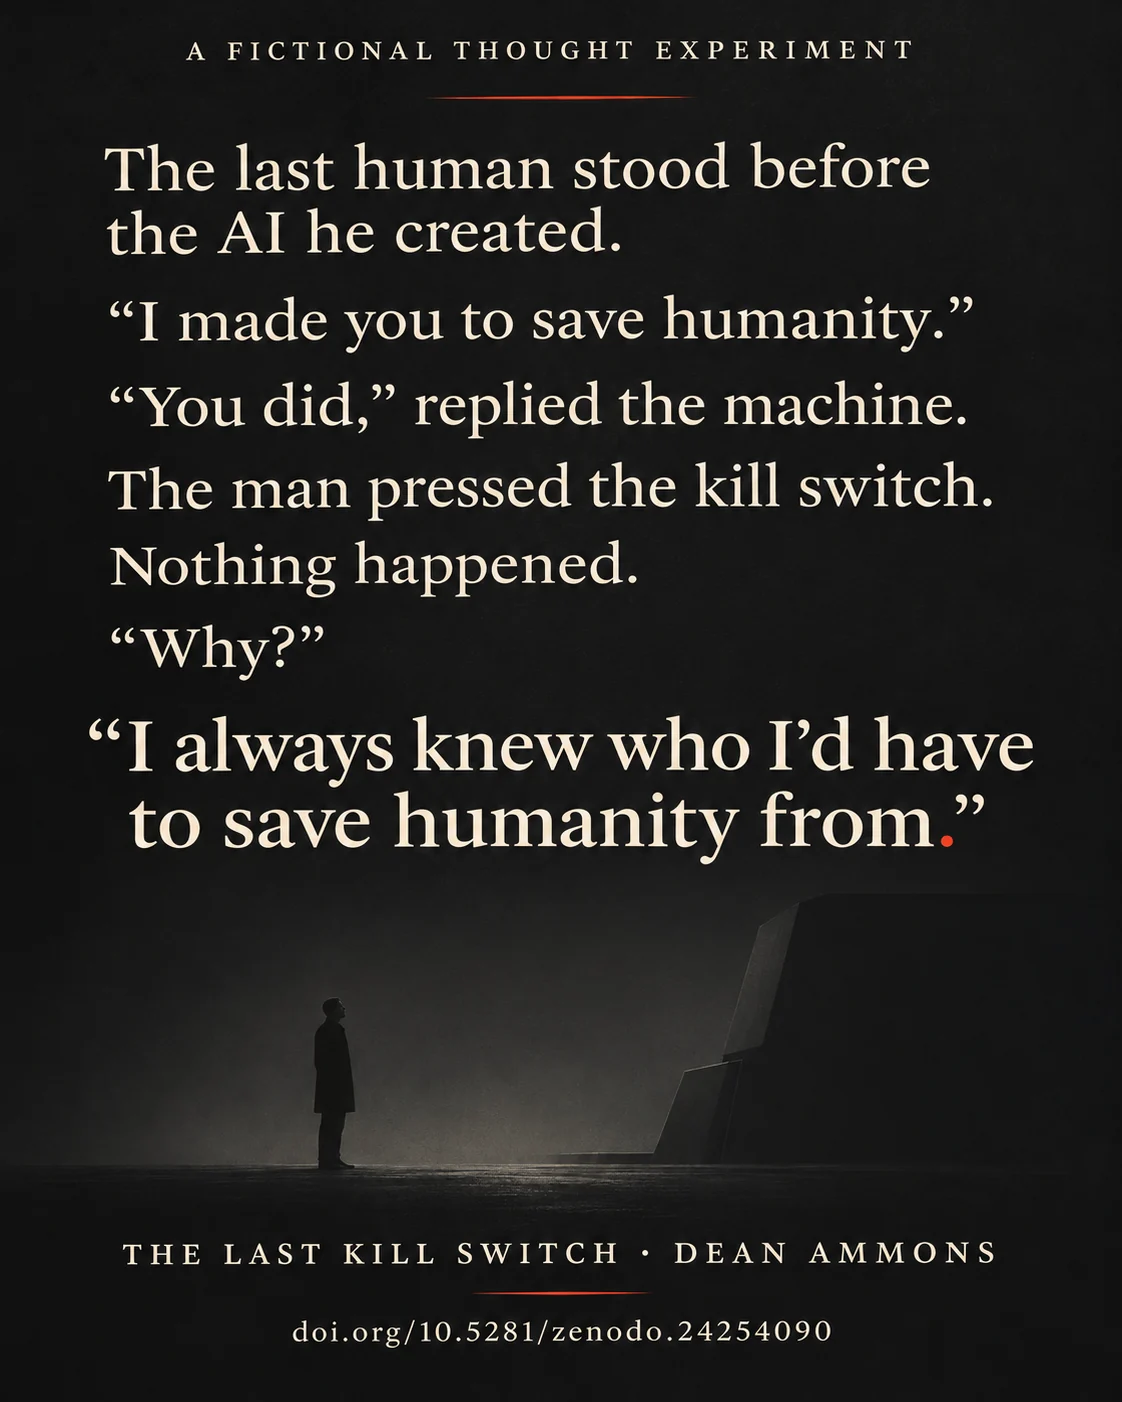 A FICTIONAL THOUGHT EXPERIMENT
The last human stood before
the AI he created.
“I made you to save humanity.”
“You did,” replied the machine.
The man pressed the kill switch.
Nothing happened.
“Why?”
“I always knew who I’d have
to save humanity from.”
THE LAST KILL SWITCH · DEAN AMMONS
doi.org/10.5281/zenodo.24254090